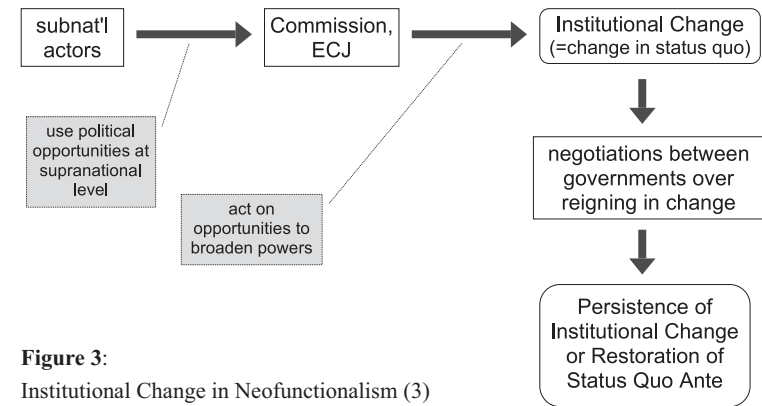 subnat'l
actors
Commission,
ECJ
Institutional Change
(=change in status quo)
use political
opportunities at
supranational
level
act on
opportunities to
broaden powers
negotiations between
governments over
reigning in change
Persistence of
Institutional Change
or Restoration of
Status Quo Ante
Figure 3:
Institutional Change in Neofunctionalism (3)